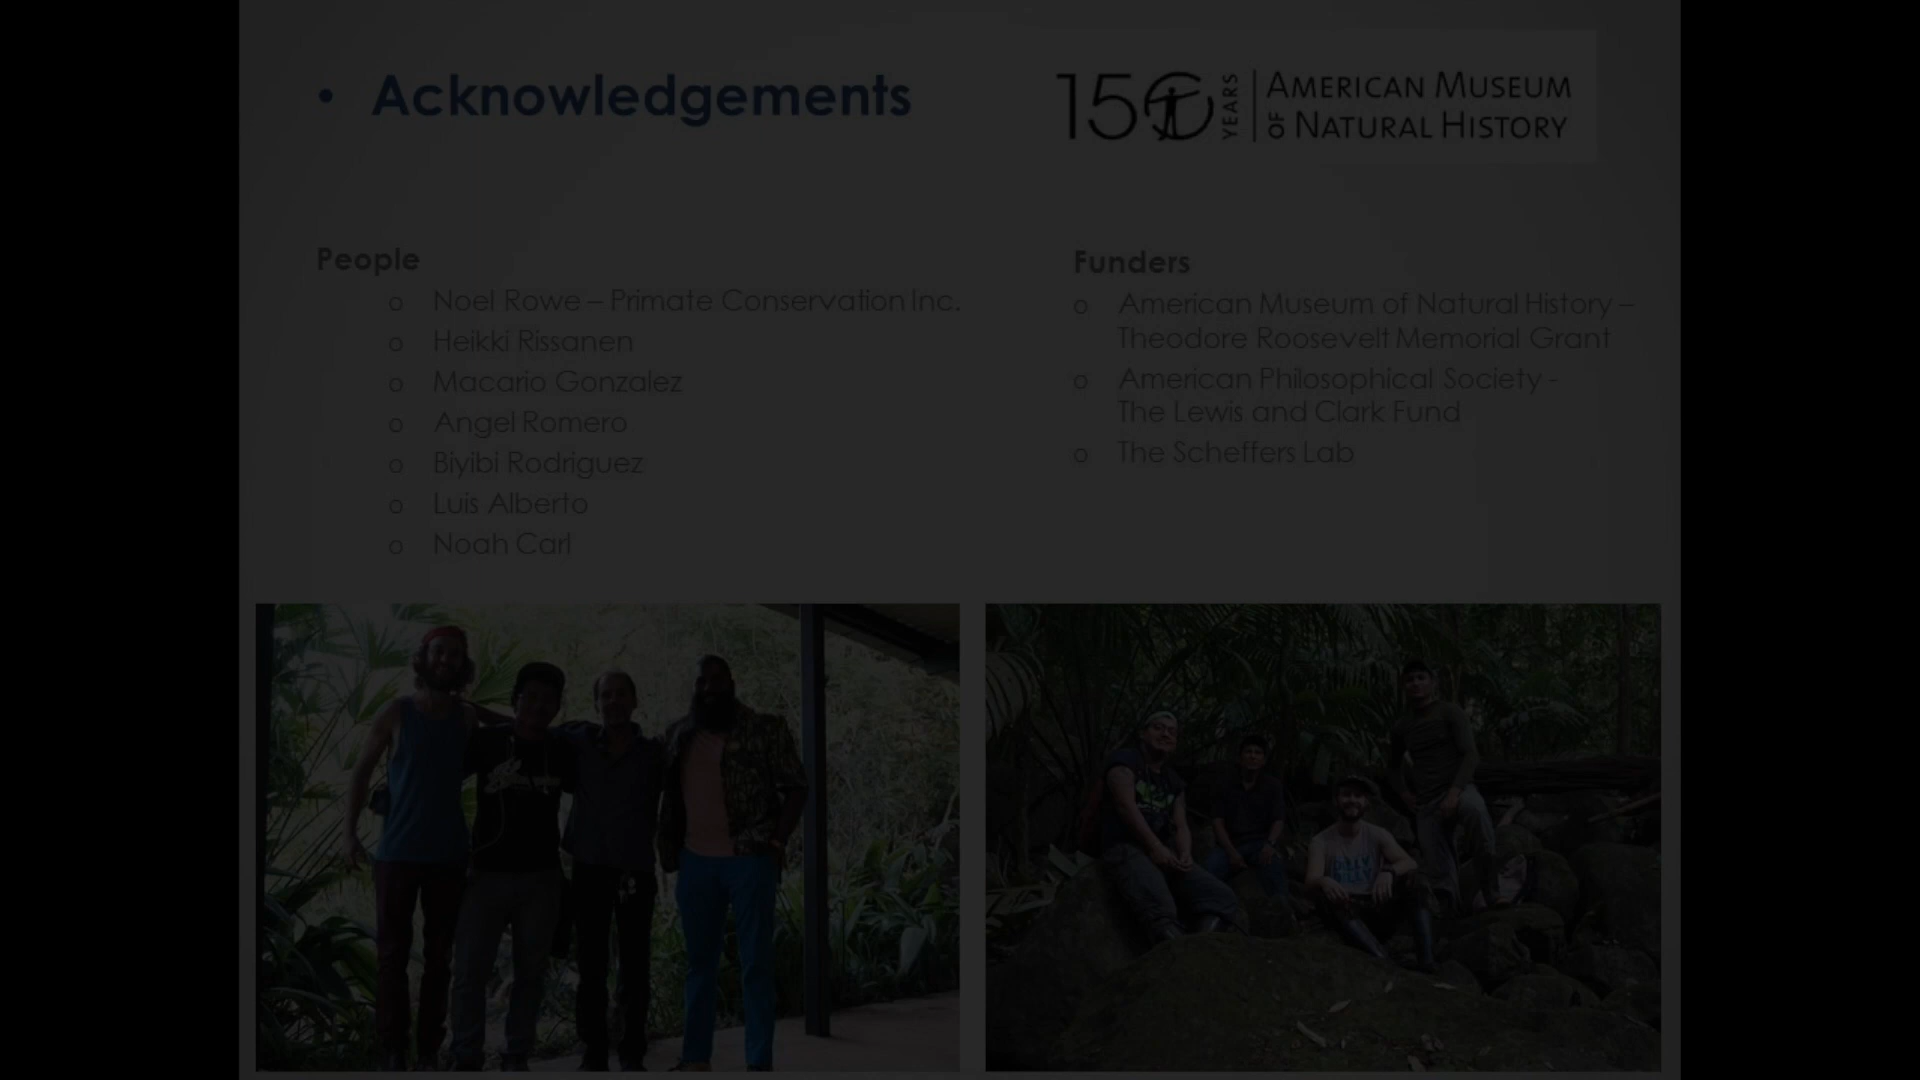 • Acknowledgements
150 YEARS
AMERICAN MUSEUM
OF NATURAL HISTORY
People
o Noel Rowe – Primate Conservation Inc.
o Heikki Rissanen
o Macario Gonzalez
o Angel Romero
o Biyibi Rodriguez
o Luis Alberto
o Noah Carl
Funders
o American Museum of Natural History –
Theodore Roosevelt Memorial Grant
o American Philosophical Society -
The Lewis and Clark Fund
o The Scheffers Lab